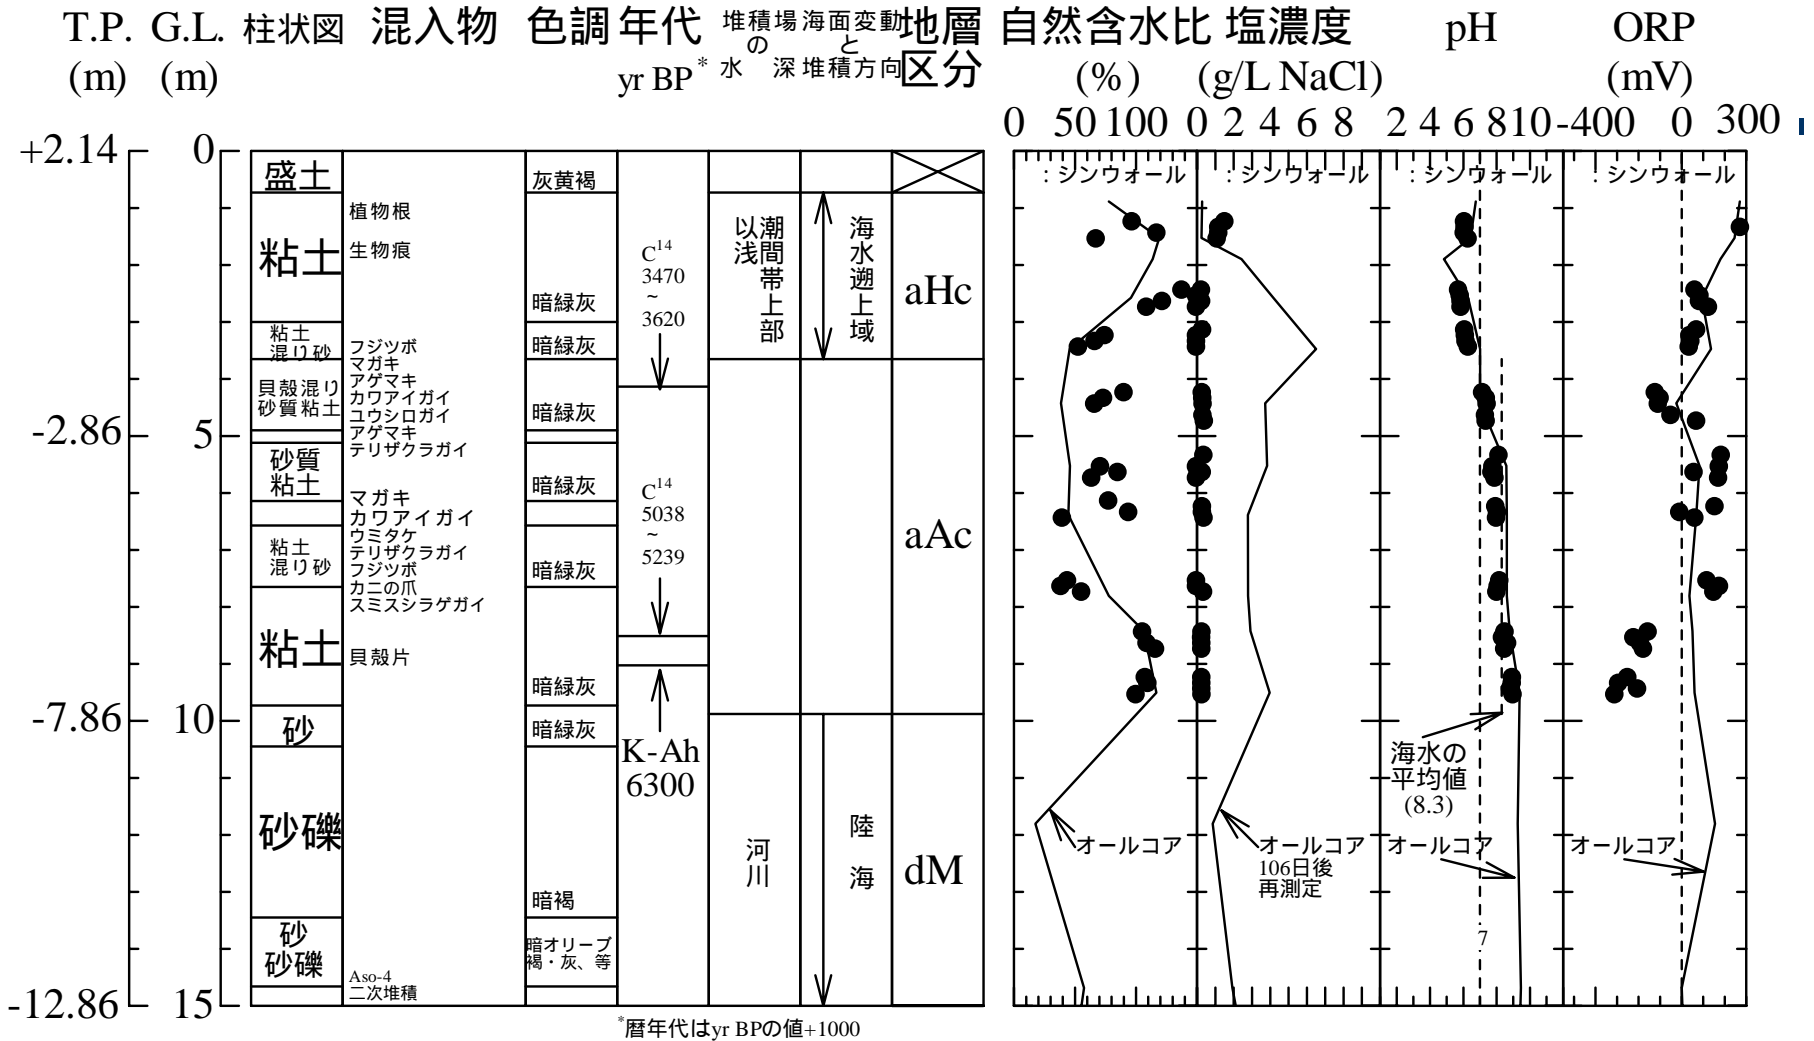 T.P. G.L. 柱状図 混入物 色調 年代 堆積場の水深 海面変動と堆積方向 地層区分 自然含水比 塩濃度 pH ORP
(m) (m) yr BP* (%) (g/L NaCl) (mV)
0 50 100 0 2 4 6 8 2 4 6 8 10 -400 0 300
+2.14 0
-2.86 5
-7.86 10
-12.86 15
盛土
粘土
粘土
混り砂
貝殻混り
砂質粘土
砂質
粘土
粘土
混り砂
粘土
砂
砂礫
砂
砂礫
植物根
生物痕
フジツボ
マガキ
アゲマキ
カワアイガイ
ユウシロガイ
アゲマキ
テリザクラガイ
マガキ
カワアイガイ
ウミタケ
テリザクラガイ
フジツボ
カニの爪
スミスシラゲガイ
貝殻片
Aso-4
二次堆積
灰黄褐
暗緑灰
暗緑灰
暗緑灰
暗緑灰
暗緑灰
暗緑灰
暗緑灰
暗褐
暗オリーブ
褐・灰、等
C14
3470
~
3620
C14
5038
~
5239
K-Ah
6300
潮間帯上部
以浅
河川
海水遡上域
陸海
aHc
aAc
dM
: シンウォール
: シンウォール
: シンウォール
: シンウォール
オールコア
オールコア
106日後
再測定
海水の
平均値
(8.3)
オールコア
7
オールコア
*暦年代はyr BPの値+1000